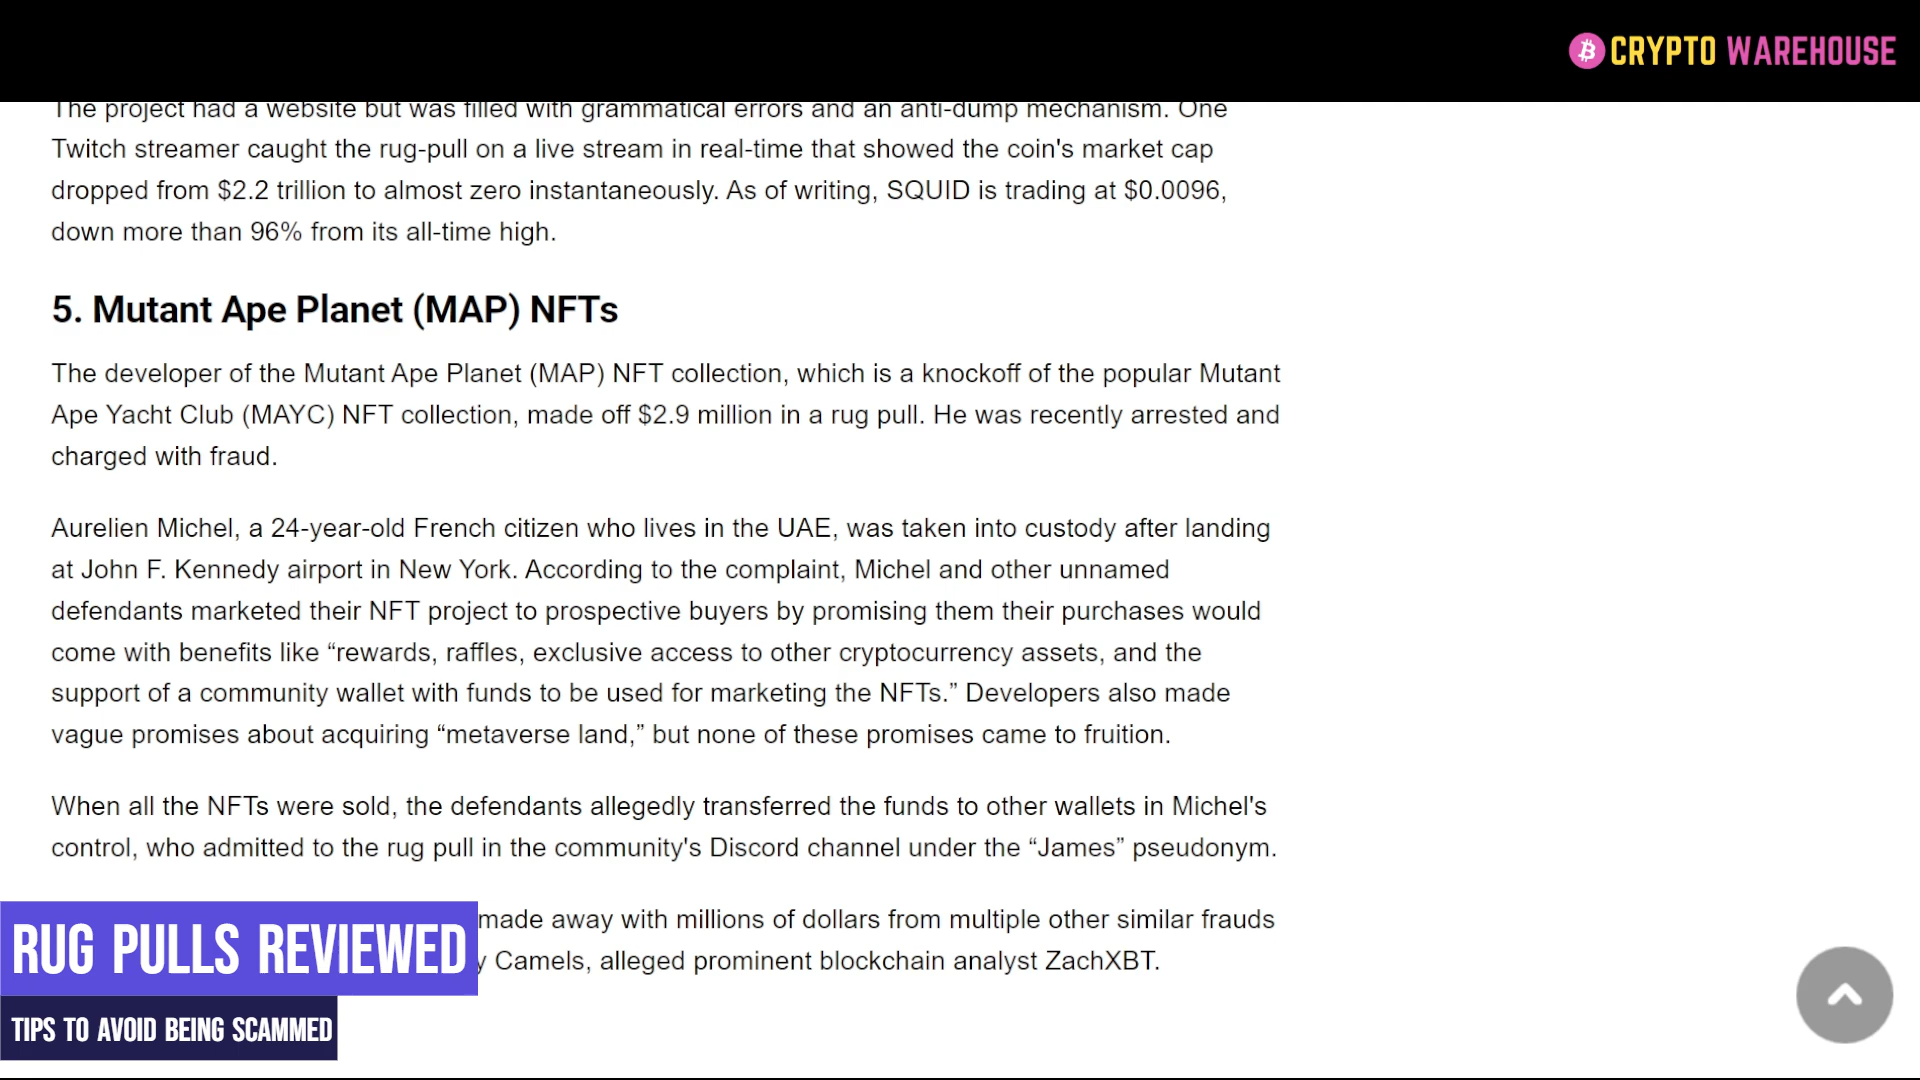 CRYPTO WAREHOUSE
The project had a website but was filled with grammatical errors and an anti-dump mechanism. One
Twitch streamer caught the rug-pull on a live stream in real-time that showed the coin's market cap
dropped from $2.2 trillion to almost zero instantaneously. As of writing, SQUID is trading at $0.0096,
down more than 96% from its all-time high.
5. Mutant Ape Planet (MAP) NFTs
The developer of the Mutant Ape Planet (MAP) NFT collection, which is a knockoff of the popular Mutant
Ape Yacht Club (MAYC) NFT collection, made off $2.9 million in a rug pull. He was recently arrested and
charged with fraud.
Aurelien Michel, a 24-year-old French citizen who lives in the UAE, was taken into custody after landing
at John F. Kennedy airport in New York. According to the complaint, Michel and other unnamed
defendants marketed their NFT project to prospective buyers by promising them their purchases would
come with benefits like “rewards, raffles, exclusive access to other cryptocurrency assets, and the
support of a community wallet with funds to be used for marketing the NFTs.” Developers also made
vague promises about acquiring “metaverse land,” but none of these promises came to fruition.
When all the NFTs were sold, the defendants allegedly transferred the funds to other wallets in Michel's
control, who admitted to the rug pull in the community's Discord channel under the “James” pseudonym.
made away with millions of dollars from multiple other similar frauds
Camels, alleged prominent blockchain analyst ZachXBT.
RUG PULLS REVIEWED
TIPS TO AVOID BEING SCAMMED